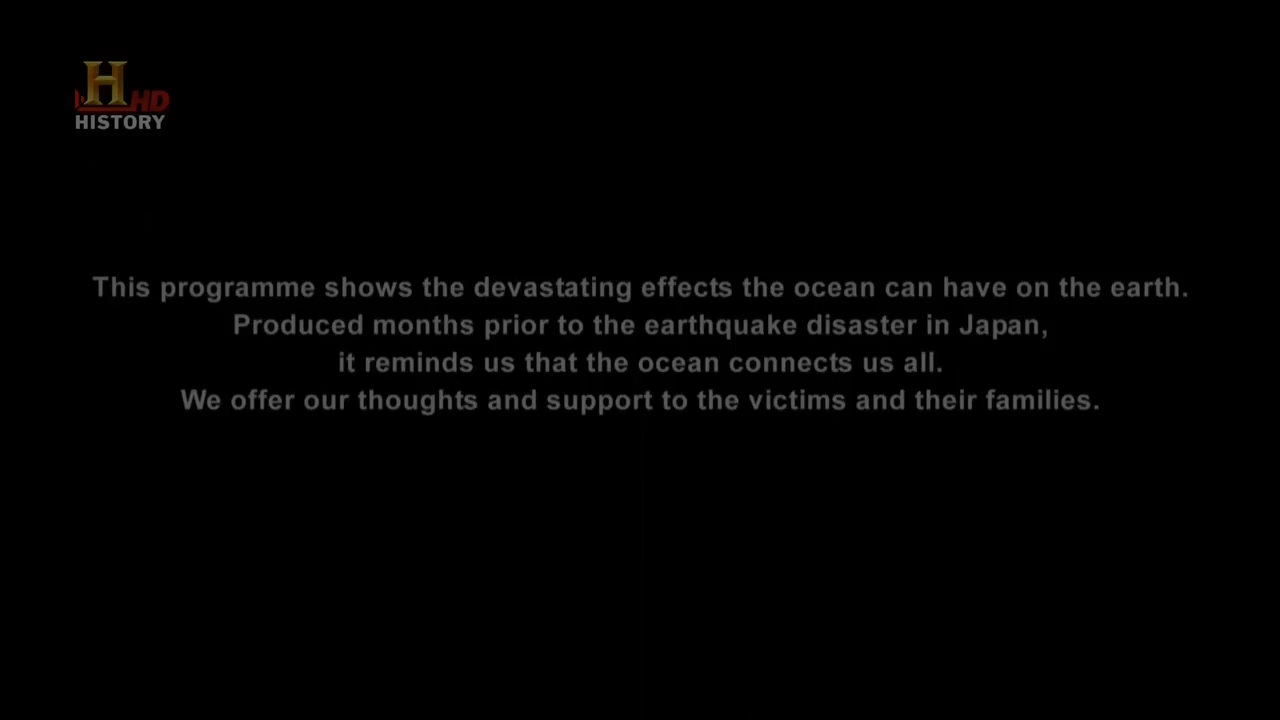 H HD
HISTORY
This programme shows the devastating effects the ocean can have on the earth.
Produced months prior to the earthquake disaster in Japan,
it reminds us that the ocean connects us all.
We offer our thoughts and support to the victims and their families.